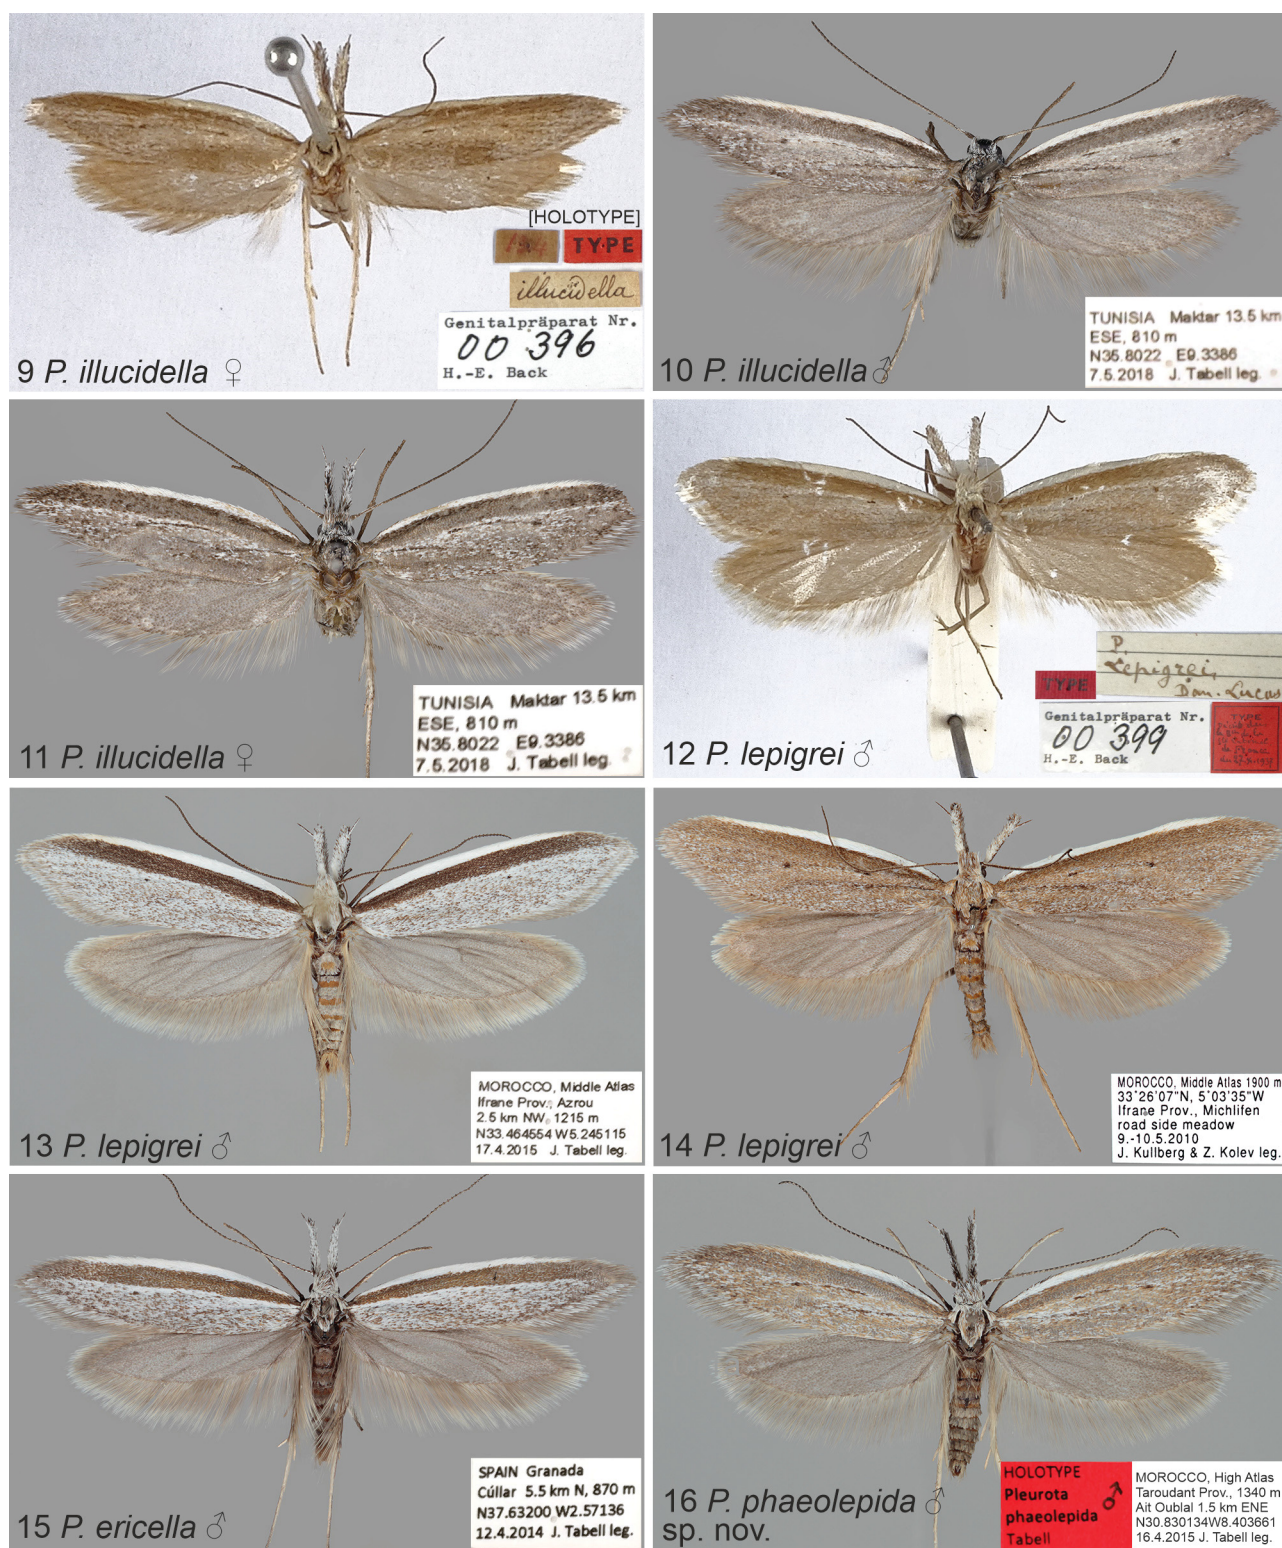 [HOLOTYPE]
TYPE
illucidella
Genitalpräparat Nr.
00 396
H.-E. Back
9 P. illucidella ♀
TUNISIA Maktar 13.5 km
ESE, 810 m
N35.8022 E9.3386
7.5.2018 J. Tabell leg.
10 P. illucidella ♂
TUNISIA Maktar 13.5 km
ESE, 810 m
N35.8022 E9.3386
7.5.2018 J. Tabell leg.
11 P. illucidella ♀
P.
Lepigrei,
Dom. Lucas
TYPE
Genitalpräparat Nr.
00 399
H.-E. Back
TYPE
12 P. lepigrei ♂
MOROCCO, Middle Atlas
Ifrane Prov., Azrou
2.5 km NW, 1215 m
N33.464554 W5.245115
17.4.2015 J. Tabell leg.
13 P. lepigrei ♂
MOROCCO, Middle Atlas 1900 m
33°26'07"N, 5°03'35"W
Ifrane Prov., Michlifen
road side meadow
9.-10.5.2010
J. Kullberg & Z. Kolev leg.
14 P. lepigrei ♂
SPAIN Granada
Cúllar 5.5 km N, 870 m
N37.63200 W2.57136
12.4.2014 J. Tabell leg.
15 P. ericella ♂
HOLOTYPE
Pleurota ♂
phaeolepida
Tabell
MOROCCO, High Atlas
Taroudant Prov., 1340 m
Ait Oublal 1.5 km ENE
N30.830134W8.403661
16.4.2015 J. Tabell leg.
16 P. phaeolepida ♂
sp. nov.